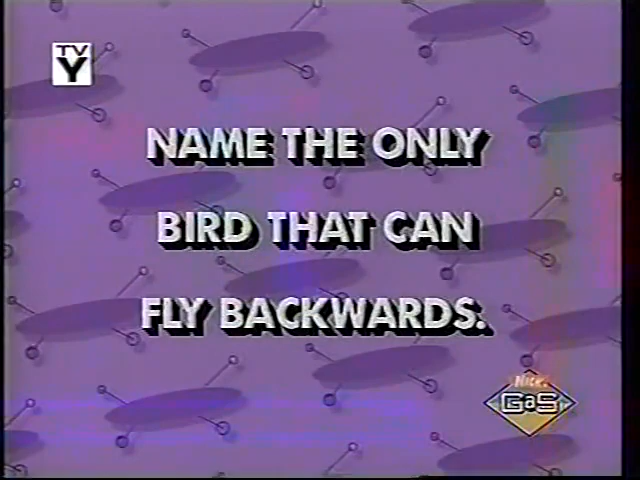 TV
Y
NAME THE ONLY
BIRD THAT CAN
FLY BACKWARDS.
Nick
GaS